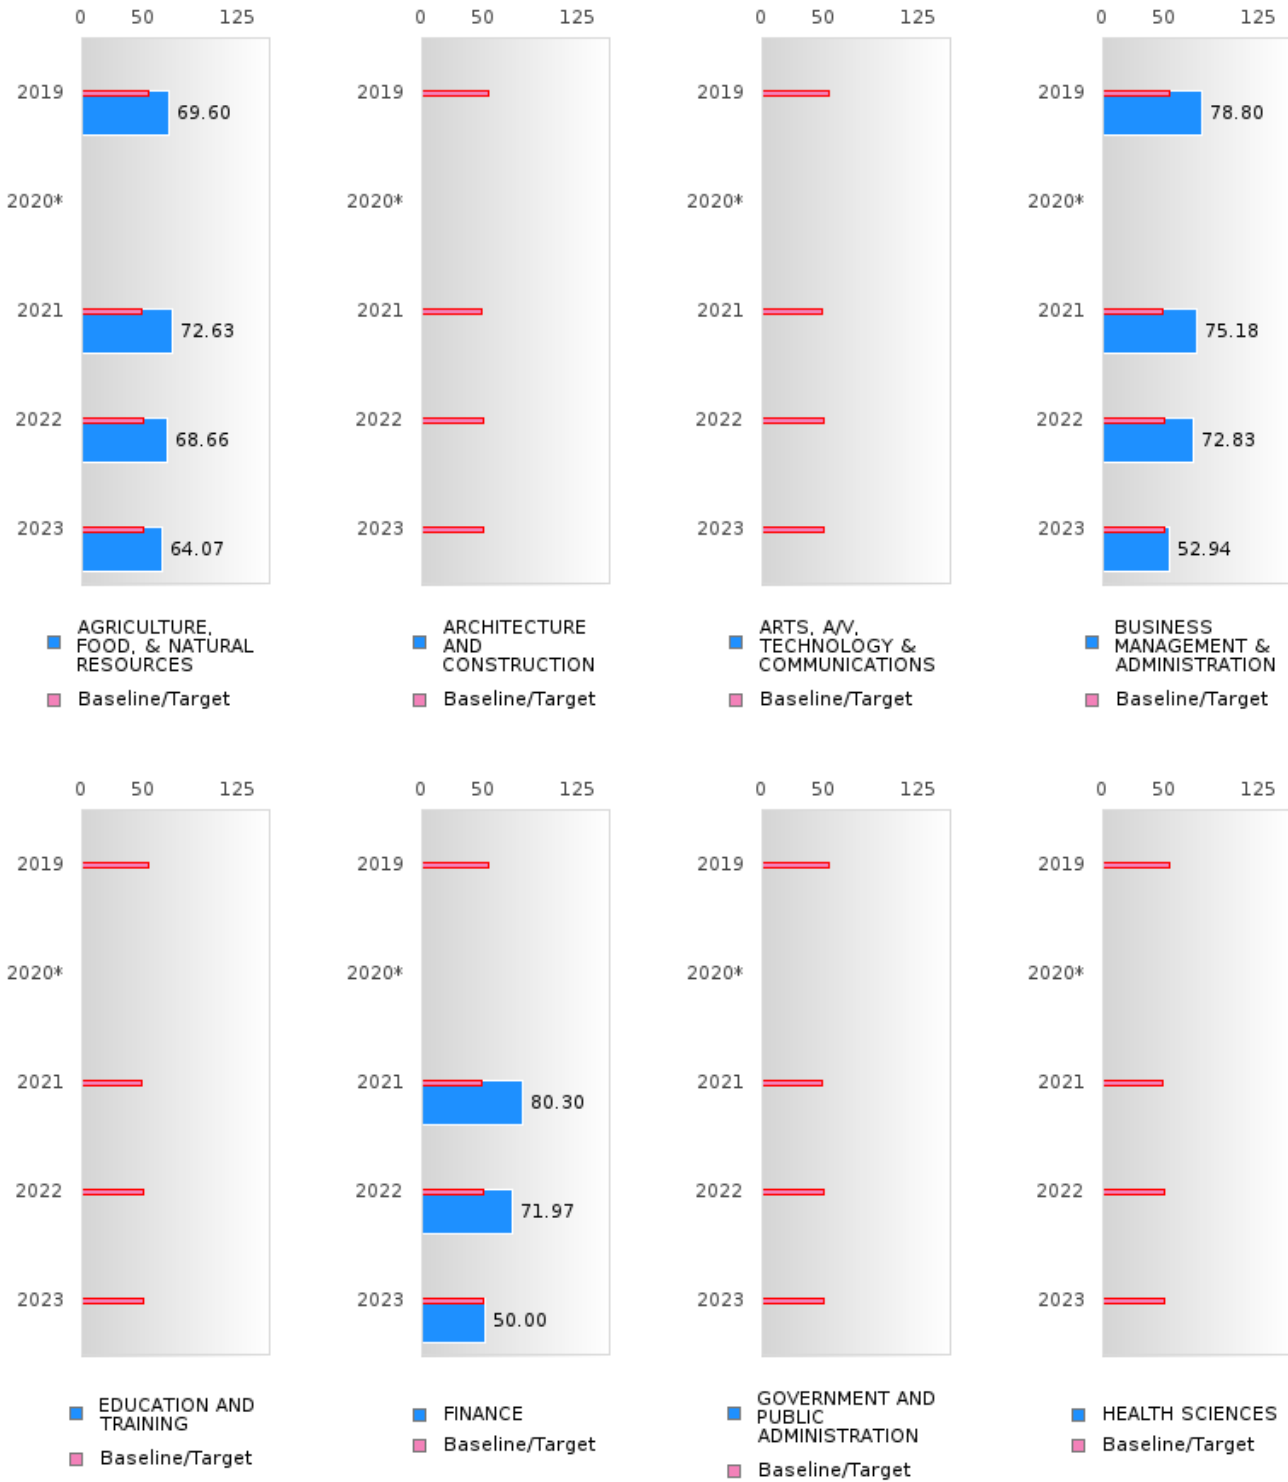 0 50 125
2019
69.60
2020*
2021
72.63
2022
68.66
2023
64.07
AGRICULTURE,
FOOD, & NATURAL
RESOURCES
Baseline/Target
0 50 125
2019
2020*
2021
2022
2023
ARCHITECTURE
AND
CONSTRUCTION
Baseline/Target
0 50 125
2019
2020*
2021
2022
2023
ARTS, A/V,
TECHNOLOGY &
COMMUNICATIONS
Baseline/Target
0 50 125
2019
78.80
2020*
2021
75.18
2022
72.83
2023
52.94
BUSINESS
MANAGEMENT &
ADMINISTRATION
Baseline/Target
0 50 125
2019
2020*
2021
2022
2023
EDUCATION AND
TRAINING
Baseline/Target
0 50 125
2019
2020*
2021
80.30
2022
71.97
2023
50.00
FINANCE
Baseline/Target
0 50 125
2019
2020*
2021
2022
2023
GOVERNMENT AND
PUBLIC
ADMINISTRATION
Baseline/Target
0 50 125
2019
2020*
2021
2022
2023
HEALTH SCIENCES
Baseline/Target